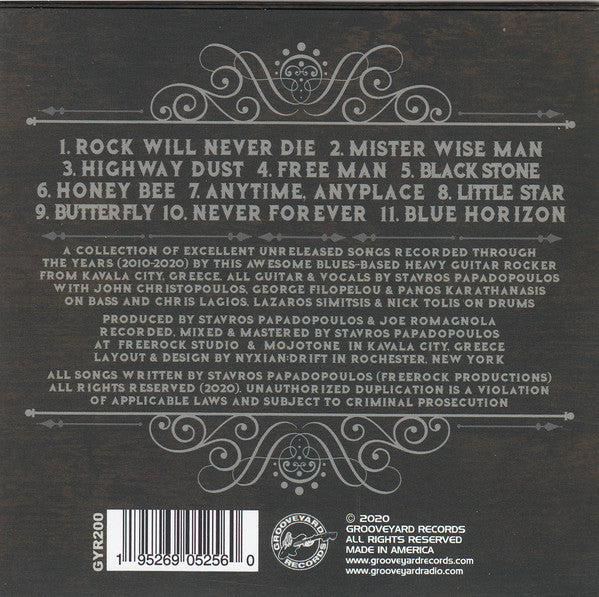 1. ROCK WILL NEVER DIE 2. MISTER WISE MAN
3. HIGHWAY DUST 4. FREE MAN 5. BLACK STONE
6. HONEY BEE 7. ANYTIME, ANYPLACE 8. LITTLE STAR
9. BUTTERFLY 10. NEVER FOREVER 11. BLUE HORIZON
A COLLECTION OF EXCELLENT UNRELEASED SONGS RECORDED THROUGH
THE YEARS (2010-2020) BY THIS AWESOME BLUES-BASED HEAVY GUITAR ROCKER
FROM KAVALA CITY, GREECE. ALL GUITAR & VOCALS BY STAVROS PAPADOPOULOS
WITH JOHN CHRISTOPOULOS, GEORGE FILOPELOU & PANOS KARATHANASIS
ON BASS AND CHRIS LAGIOS, LAZAROS SIMITSIS & NICK TOLIS ON DRUMS
PRODUCED BY STAVROS PAPADOPOULOS & JOE ROMAGNOLA
RECORDED, MIXED & MASTERED BY STAVROS PAPADOPOULOS
AT FREEROCK STUDIO & MOJOTONE IN KAVALA CITY, GREECE
LAYOUT & DESIGN BY NYXIAN:DRIFT IN ROCHESTER, NEW YORK
ALL SONGS WRITTEN BY STAVROS PAPADOPOULOS (FREEROCK PRODUCTIONS)
ALL RIGHTS RESERVED (2020). UNAUTHORIZED DUPLICATION IS A VIOLATION
OF APPLICABLE LAWS AND SUBJECT TO CRIMINAL PROSECUTION
GYR200
1 95269 05256 0
GROOVEYARD
RECORDS
© 2020
GROOVEYARD RECORDS
ALL RIGHTS RESERVED
MADE IN AMERICA
www.grooveyardrecords.com
www.grooveyardradio.com